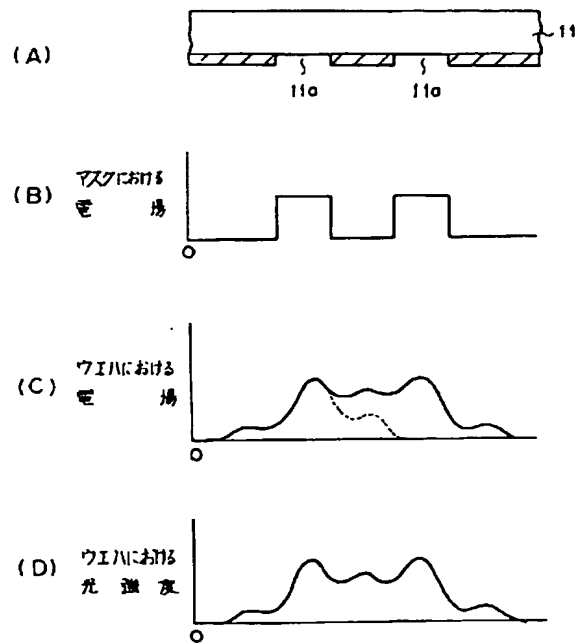 (A)
11
11a
11a
(B)
マスクにおける
電 場
O
(C)
ウエハにおける
電 場
O
(D)
ウエハにおける
光 強 度
O